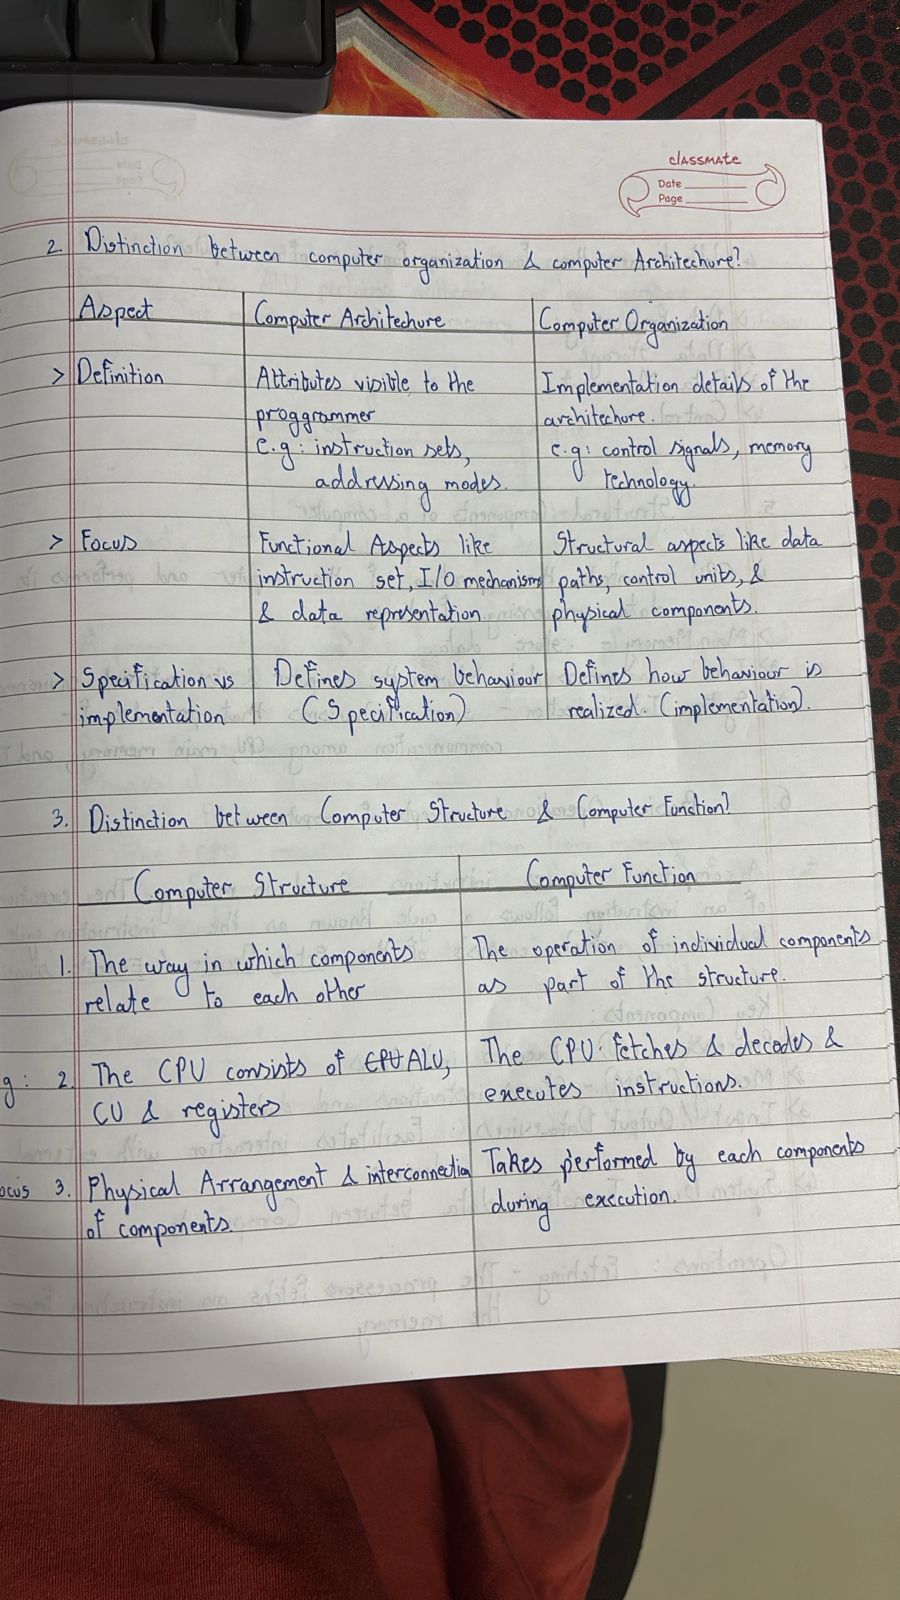 classmate
Date
Page
2. Distinction between computer organization & computer Architechure?
Aspect Computer Architechure Computer Organization
> Definition Attributes visible to the Implementation details of the
proggrammer architechure.
e.g: instruction sets, e.g: control signals, memory
addressing modes. technology.
> Focus Functional Aspects like Structural aspects like data
instruction set, I/O mechanisms paths, control units, &
& data representation. physical components.
> Specification vs Defines system behaviour Defines how behaviour is
implementation (Specification) realized. (implementation).
3. Distinction between Computer Structure & Computer Function?
Computer Structure Computer Function
1. The way in which components The operation of individual components
relate to each other as part of the structure.
g: 2. The CPU consists of ALU, The CPU fetches & decodes &
CU & registers executes instructions.
ocus 3. Physical Arrangement & interconnection Takes performed by each components
of components. during execution.